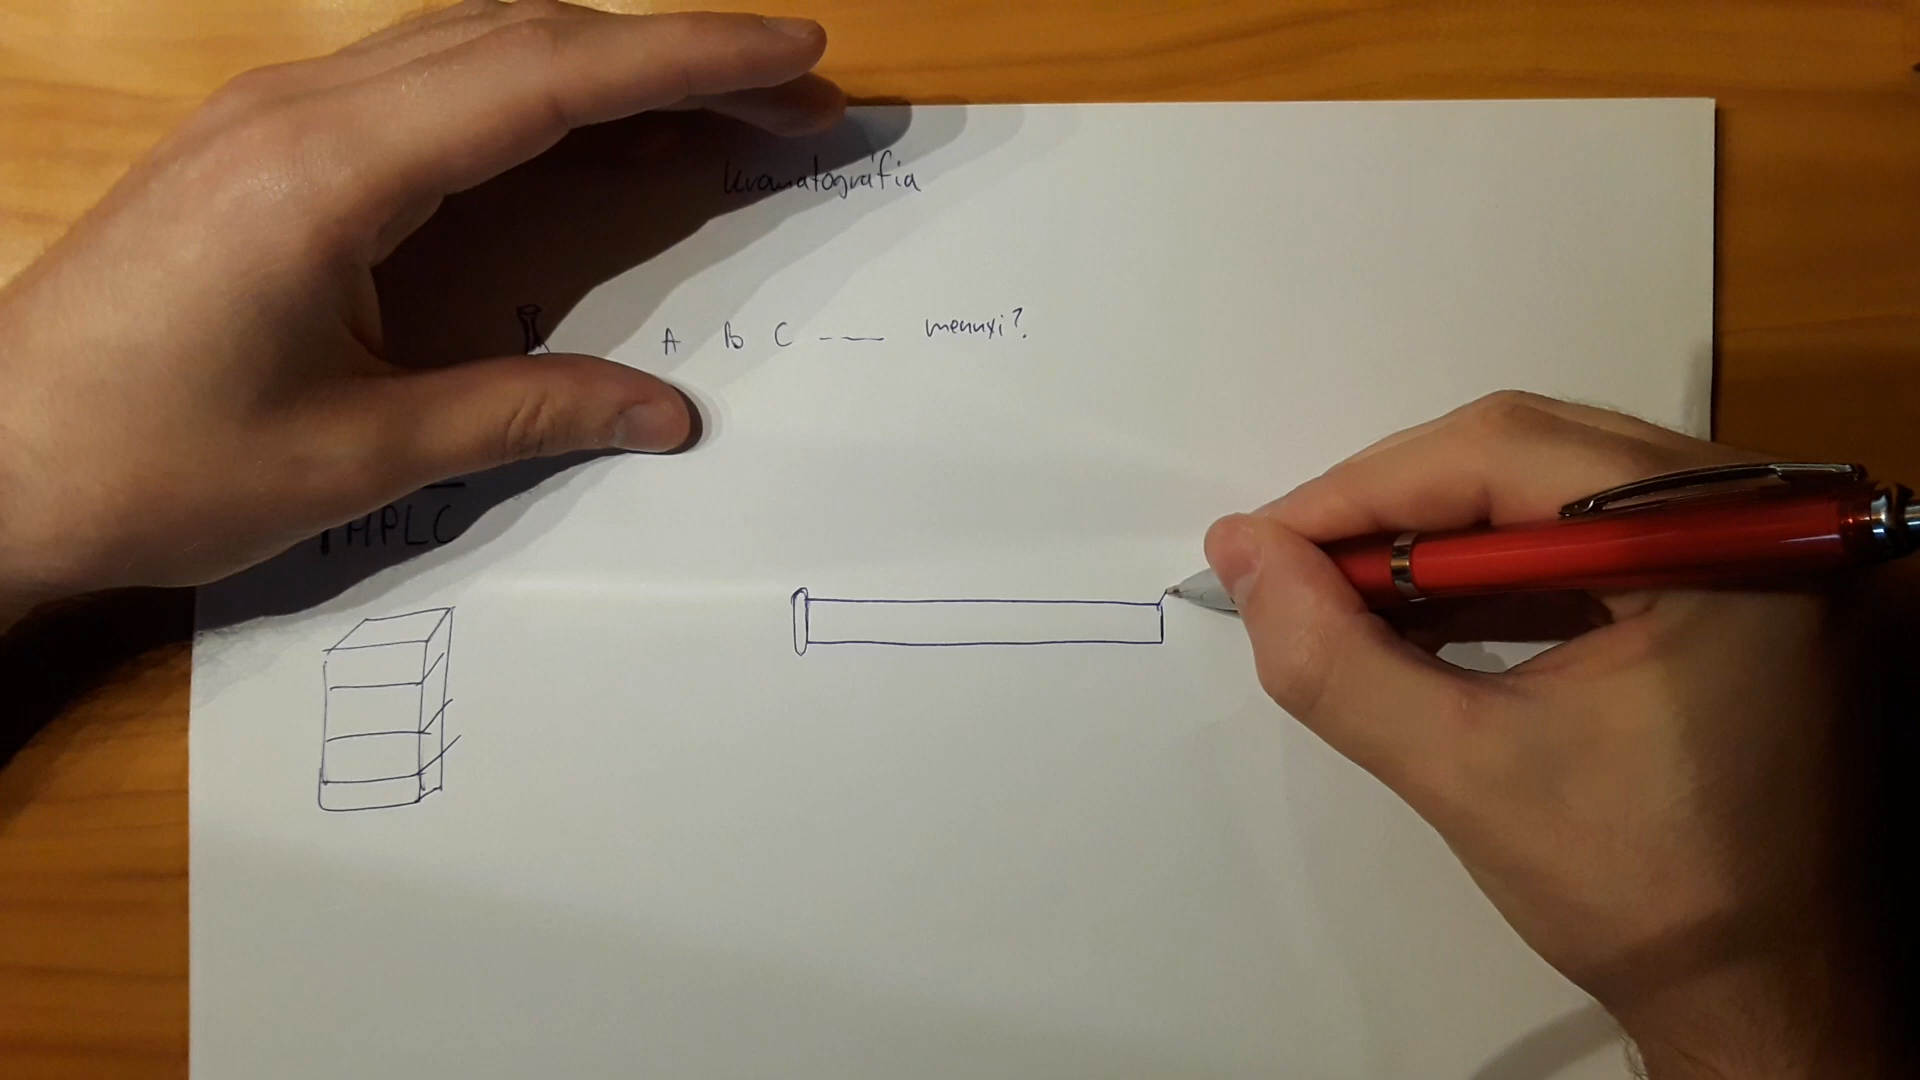 kromatográfia
A B C — mennyi?
HPLC